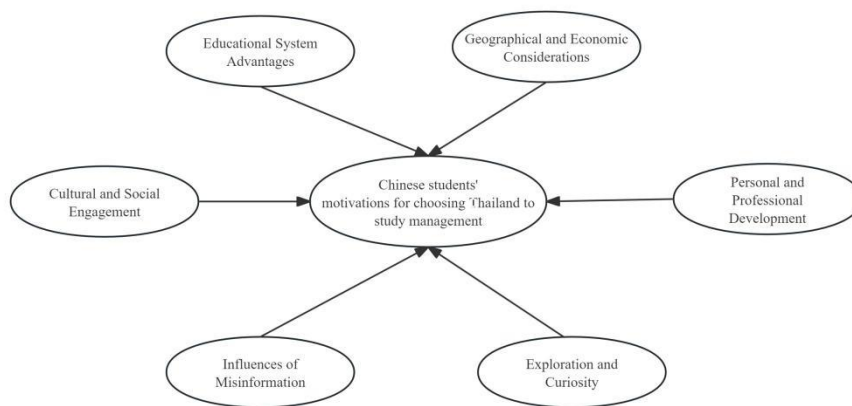 Educational System
Advantages
Geographical and Economic
Considerations
Cultural and Social
Engagement
Chinese students'
motivations for choosing Thailand to
study management
Personal and
Professional
Development
Influences of
Misinformation
Exploration and
Curiosity